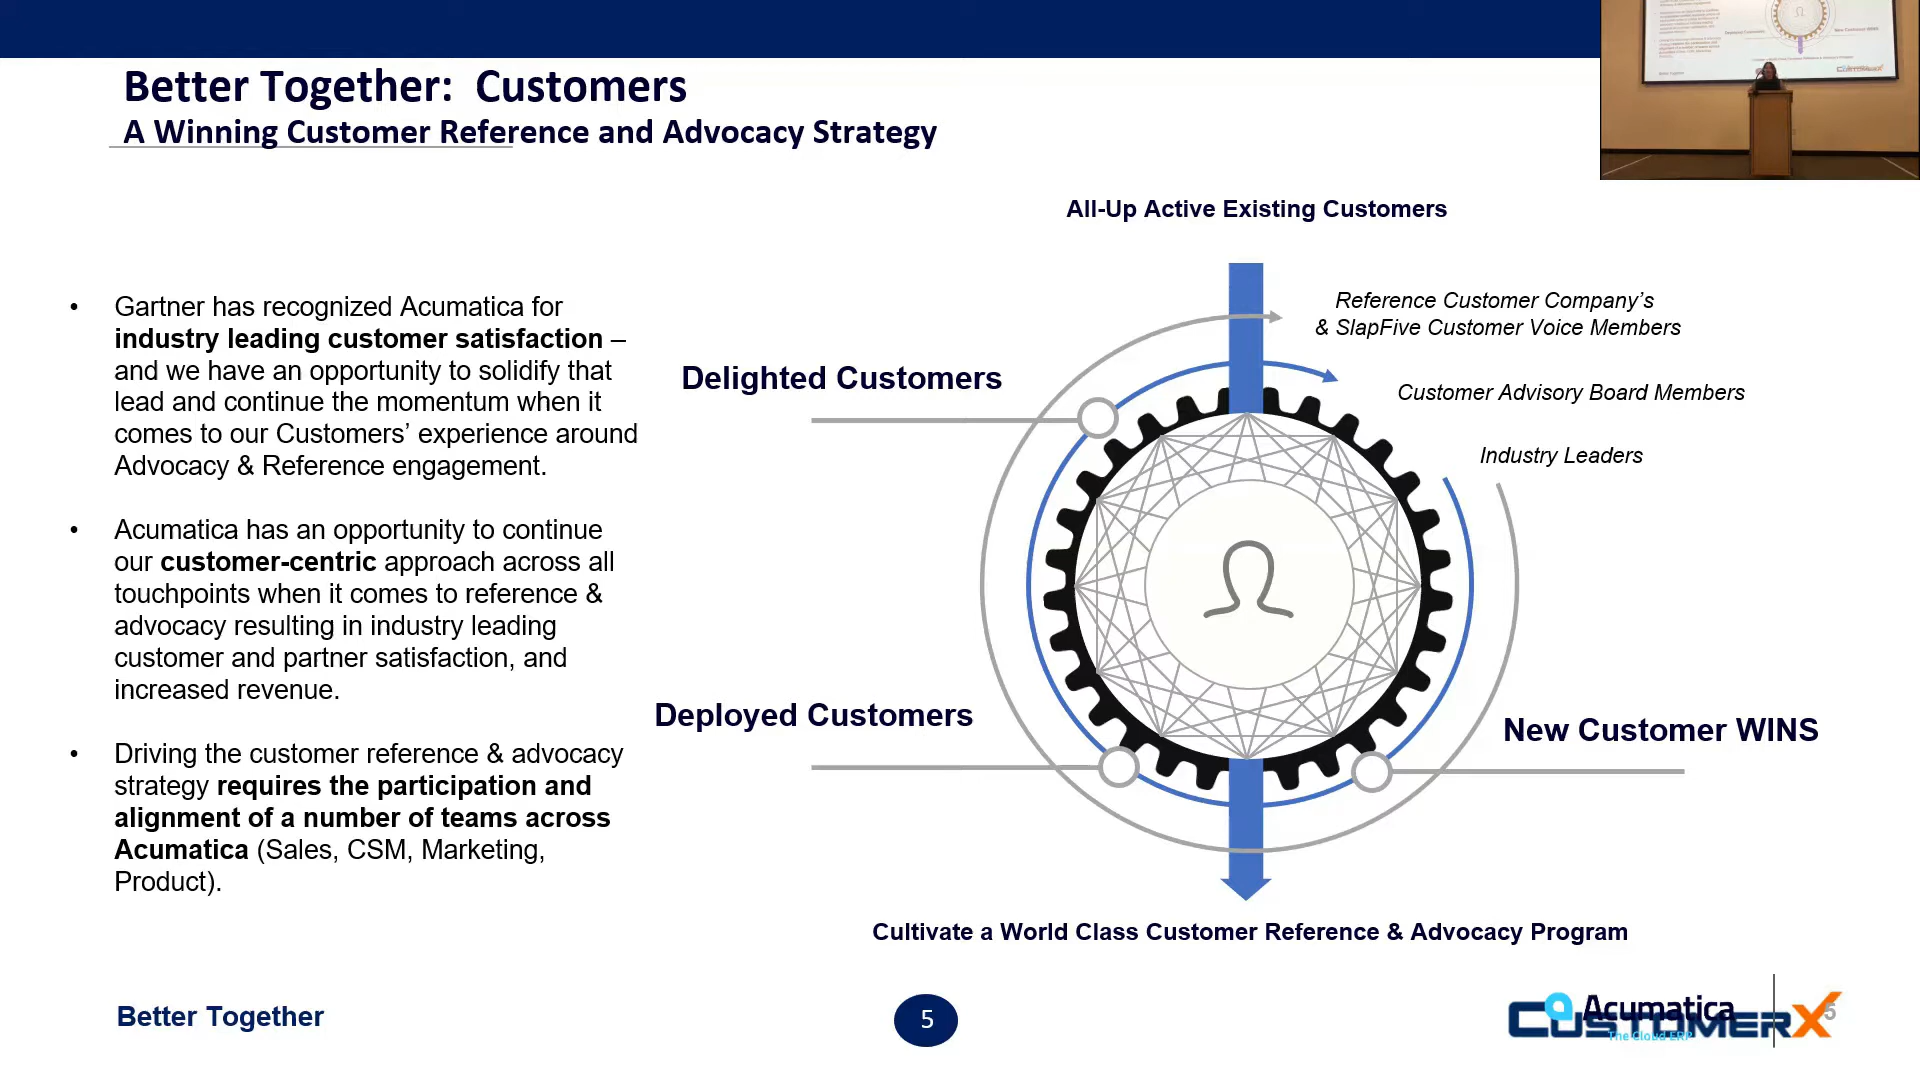 Better Together:  Customers
A Winning Customer Reference and Advocacy Strategy
All-Up Active Existing Customers
• Gartner has recognized Acumatica for
industry leading customer satisfaction –
and we have an opportunity to solidify that
lead and continue the momentum when it
comes to our Customers’ experience around
Advocacy & Reference engagement.
• Acumatica has an opportunity to continue
our customer-centric approach across all
touchpoints when it comes to reference &
advocacy resulting in industry leading
customer and partner satisfaction, and
increased revenue.
• Driving the customer reference & advocacy
strategy requires the participation and
alignment of a number of teams across
Acumatica (Sales, CSM, Marketing,
Product).
Reference Customer Company’s
& SlapFive Customer Voice Members
Delighted Customers
Customer Advisory Board Members
Industry Leaders
Deployed Customers
New Customer WINS
Cultivate a World Class Customer Reference & Advocacy Program
Better Together
5
Acumatica
The Cloud ERP
CUSTOMERX
5